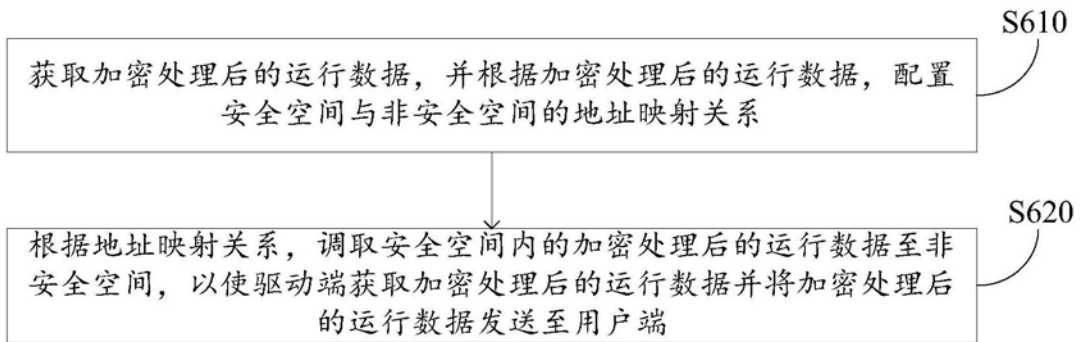 S610
获取加密处理后的运行数据，并根据加密处理后的运行数据，配置
安全空间与非安全空间的地址映射关系
S620
根据地址映射关系，调取安全空间内的加密处理后的运行数据至非
安全空间，以使驱动端获取加密处理后的运行数据并将加密处理后
的运行数据发送至用户端